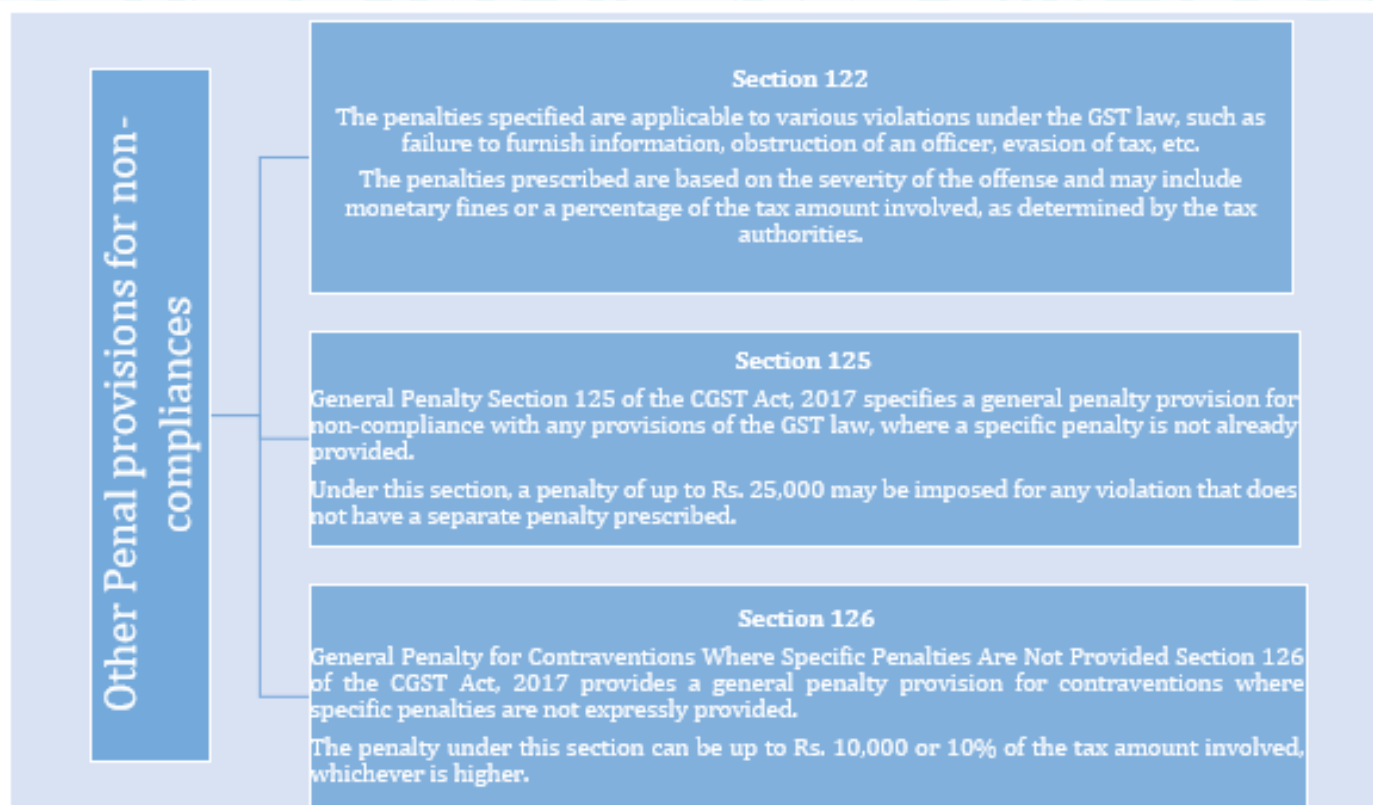 Other Penal provisions for non-
compliances
Section 122
The penalties specified are applicable to various violations under the GST law, such as
failure to furnish information, obstruction of an officer, evasion of tax, etc.
The penalties prescribed are based on the severity of the offense and may include
monetary fines or a percentage of the tax amount involved, as determined by the tax
authorities.
Section 125
General Penalty Section 125 of the CGST Act, 2017 specifies a general penalty provision for
non-compliance with any provisions of the GST law, where a specific penalty is not already
provided.
Under this section, a penalty of up to Rs. 25,000 may be imposed for any violation that does
not have a separate penalty prescribed.
Section 126
General Penalty for Contraventions Where Specific Penalties Are Not Provided Section 126
of the CGST Act, 2017 provides a general penalty provision for contraventions where
specific penalties are not expressly provided.
The penalty under this section can be up to Rs. 10,000 or 10% of the tax amount involved,
whichever is higher.